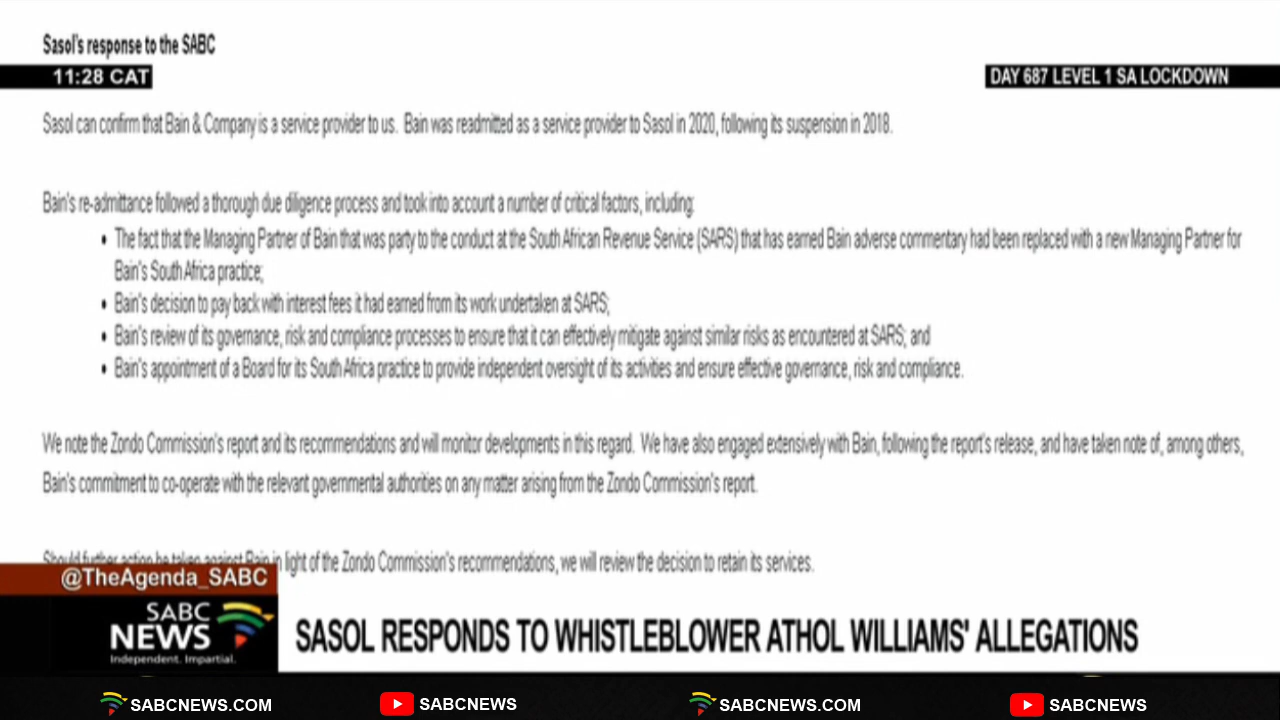 Sasol's response to the SABC
11:28 CAT
DAY 687 LEVEL 1 SA LOCKDOWN
Sasol can confirm that Bain & Company is a service provider to us. Bain was readmitted as a service provider to Sasol in 2020, following its suspension in 2018.
Bain's re-admittance followed a thorough due diligence process and took into account a number of critical factors, including:
• The fact that the Managing Partner of Bain that was party to the conduct at the South African Revenue Service (SARS) that has earned Bain adverse commentary had been replaced with a new Managing Partner for
Bain's South Africa practice;
• Bain's decision to pay back with interest fees it had earned from its work undertaken at SARS;
• Bain's review of its governance, risk and compliance processes to ensure that it can effectively mitigate against similar risks as encountered at SARS; and
• Bain's appointment of a Board for its South Africa practice to provide independent oversight of its activities and ensure effective governance, risk and compliance.
We note the Zondo Commission's report and its recommendations and will monitor developments in this regard. We have also engaged extensively with Bain, following the report's release, and have taken note of, among others,
Bain's commitment to co-operate with the relevant governmental authorities on any matter arising from the Zondo Commission's report.
Should further action be taken against Bain in light of the Zondo Commission's recommendations, we will review the decision to retain its services.
@TheAgenda_SABC
SABC
NEWS
Independent. Impartial.
SASOL RESPONDS TO WHISTLEBLOWER ATHOL WILLIAMS' ALLEGATIONS
SABCNEWS.COM
SABCNEWS
SABCNEWS.COM
SABCNEWS